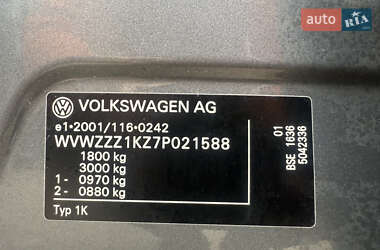 auto RIA
VOLKSWAGEN AG
e1•2001/116•0242
WVWZZZ1KZ7P021588
1800 kg
3000 kg
1 - 0970 kg
2 - 0880 kg
Typ 1K
01
BSE 1636
5042336